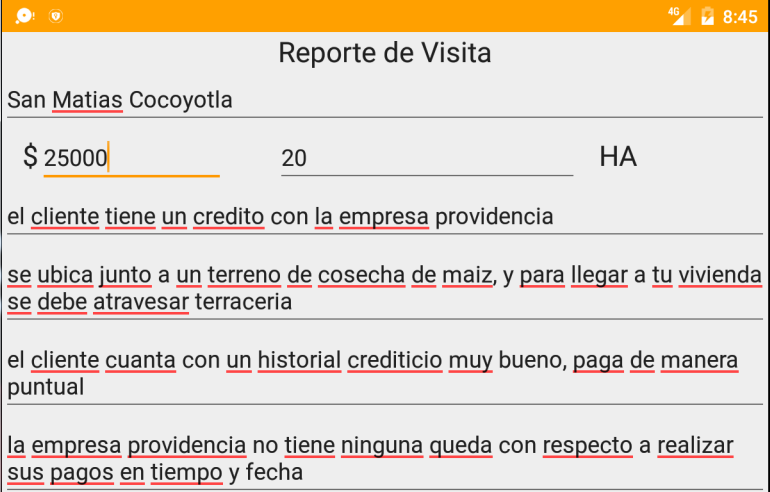 4G 8:45
Reporte de Visita
San Matias Cocoyotla
$ 25000 20 HA
el cliente tiene un credito con la empresa providencia
se ubica junto a un terreno de cosecha de maiz, y para llegar a tu vivienda
se debe atravesar terraceria
el cliente cuanta con un historial crediticio muy bueno, paga de manera
puntual
la empresa providencia no tiene ninguna queda con respecto a realizar
sus pagos en tiempo y fecha